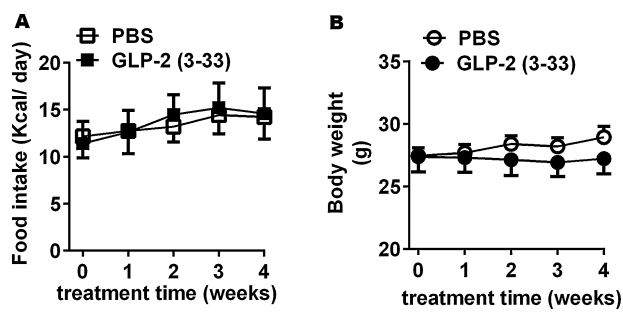 A
PBS
GLP-2 (3-33)
Food intake (Kcal/ day)
20
15
10
5
0
0 1 2 3 4
treatment time (weeks)
B
PBS
GLP-2 (3-33)
Body weight
(g)
35
30
25
20
0 1 2 3 4
treatment time (weeks)